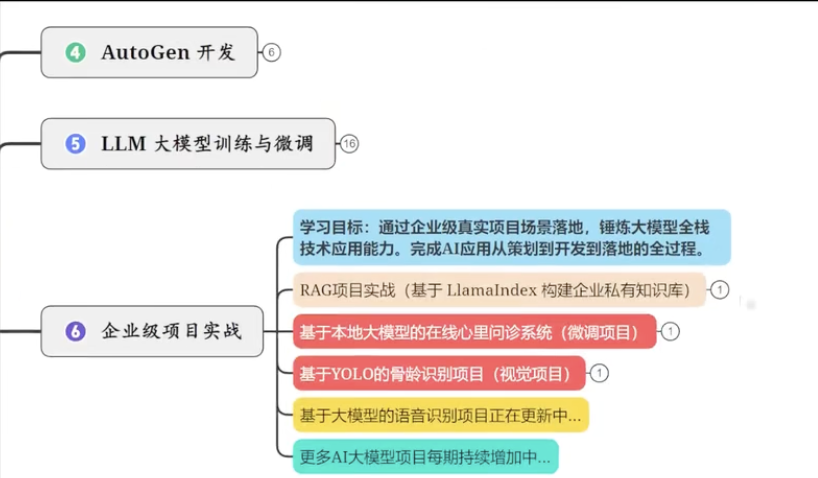 4 AutoGen 开发 6
5 LLM 大模型训练与微调 16
6 企业级项目实战
学习目标：通过企业级真实项目场景落地，锤炼大模型全栈
技术应用能力。完成AI应用从策划到开发到落地的全过程。
RAG项目实战（基于 LlamaIndex 构建企业私有知识库） 1
基于本地大模型的在线心里问诊系统（微调项目） 1
基于YOLO的骨龄识别项目（视觉项目） 1
基于大模型的语音识别项目正在更新中...
更多AI大模型项目每期持续增加中...